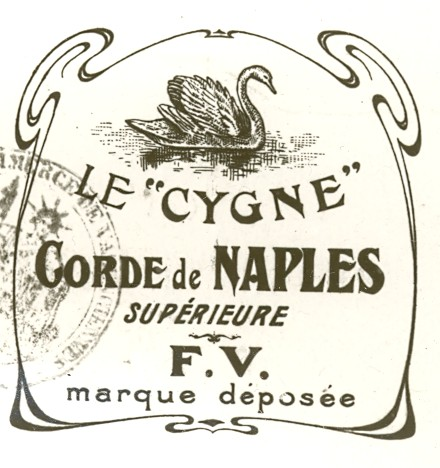 LE "CYGNE"
CORDE de NAPLES
SUPÉRIEURE
F. V.
marque déposée